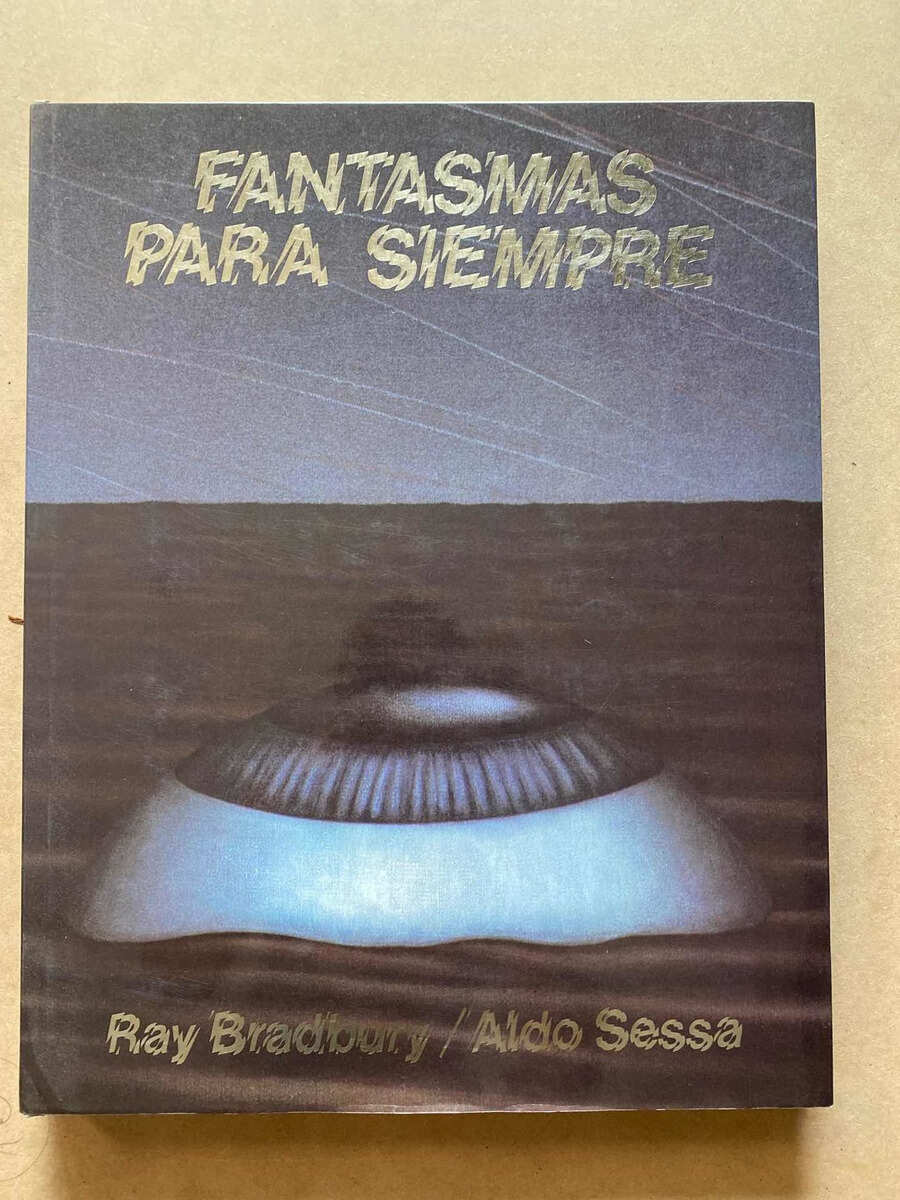 FANTASMAS
PARA SIEMPRE
Ray Bradbury / Aldo Sessa